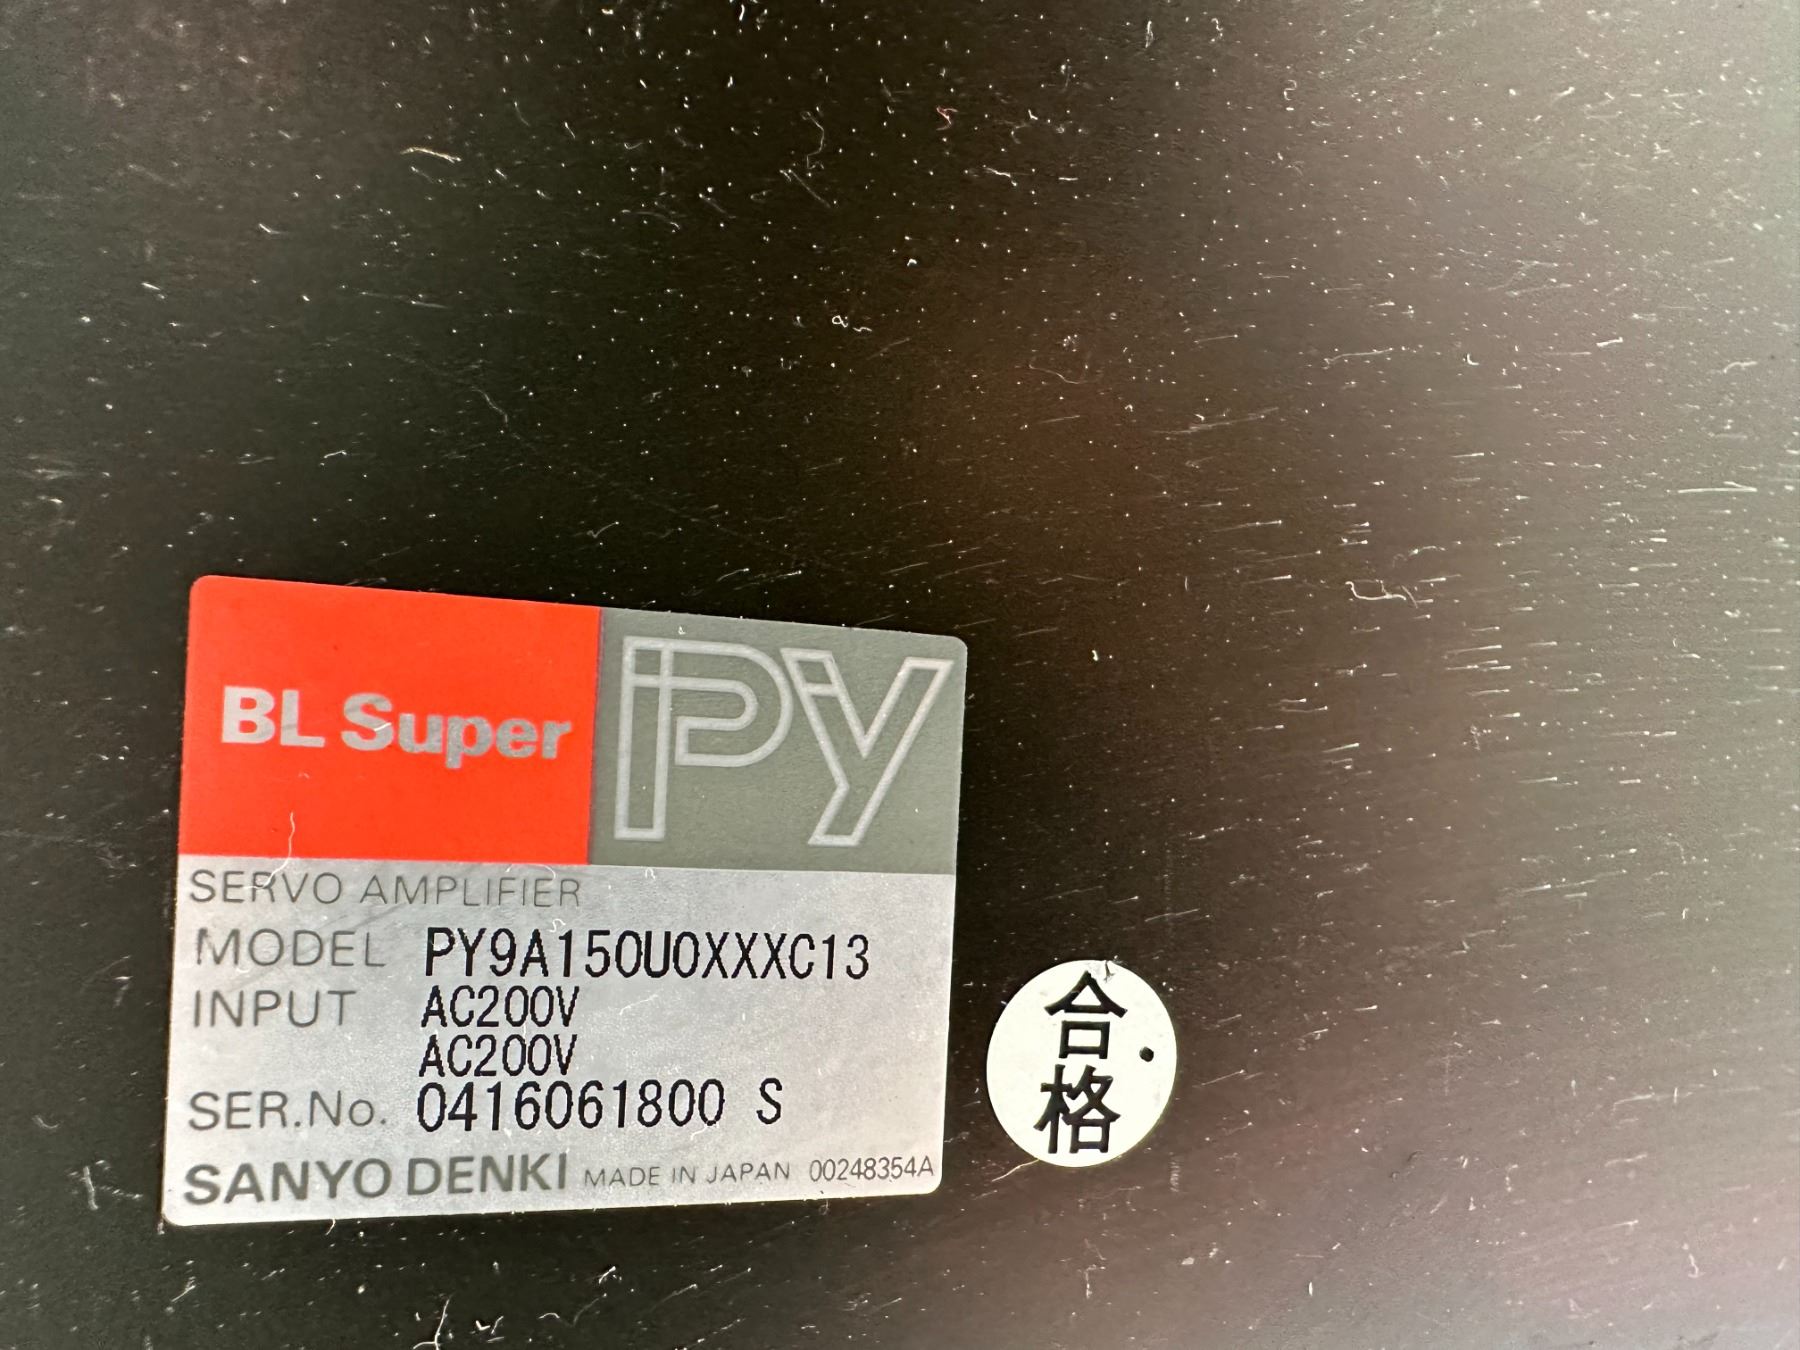 BL Super PY
SERVO AMPLIFIER
MODEL PY9A150U0XXXC13
INPUT AC200V
AC200V
SER.No. 0416061800 S
SANYO DENKI MADE IN JAPAN 00248354A
合格